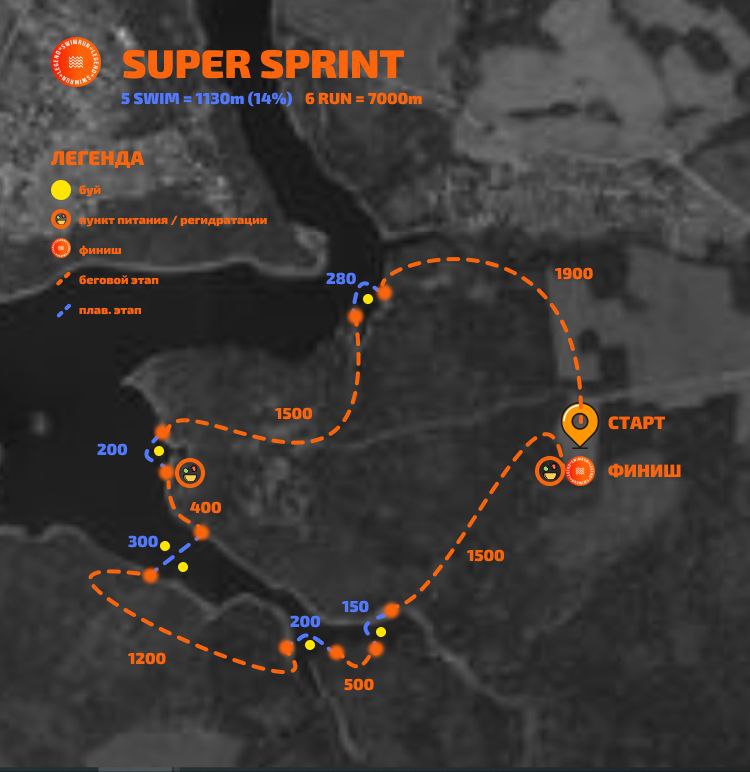 SUPER SPRINT
5 SWIM = 1130m (14%) 6 RUN = 7000m
ЛЕГЕНДА
буй
пункт питания / регидратации
финиш
беговой этап
плав. этап
280
1900
1500
СТАРТ
200
ФИНИШ
400
300
1500
150
200
1200
500